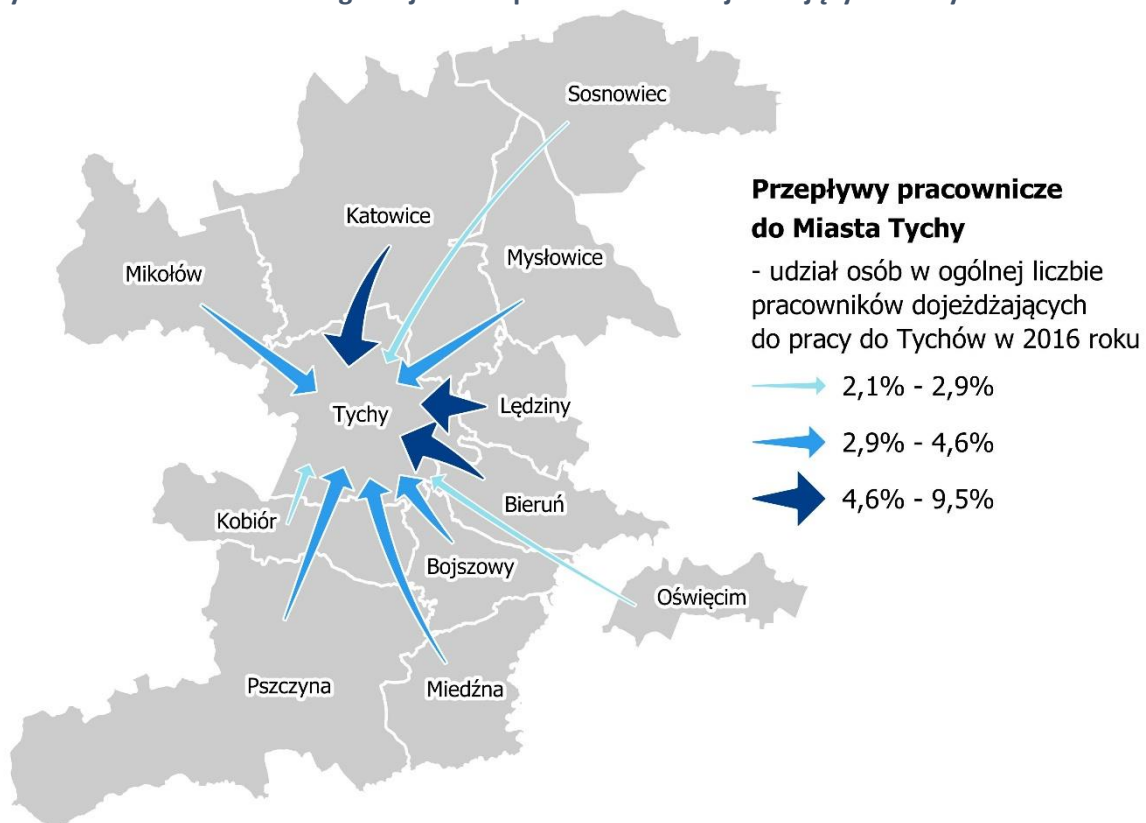 Sosnowiec
Katowice
Mysłowice
Mikołów
Lędziny
Tychy
Bieruń
Kobiór
Bojszowy
Oświęcim
Pszczyna
Miedźna
Przepływy pracownicze
do Miasta Tychy
- udział osób w ogólnej liczbie
pracowników dojeżdżających
do pracy do Tychów w 2016 roku
2,1% - 2,9%
2,9% - 4,6%
4,6% - 9,5%